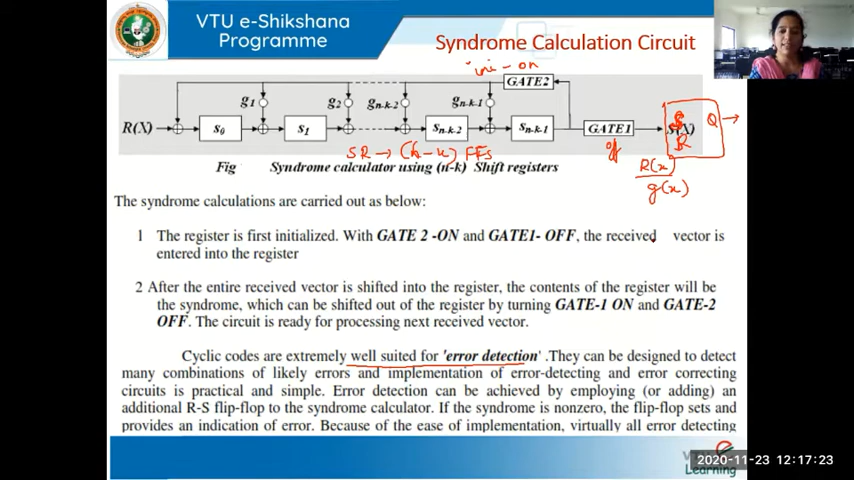 VTU e-Shikshana
Programme
Syndrome Calculation Circuit
ini - on
GATE2
g1
g2
gn-k-2
gn-k-1
R(X)
s0
s1
sn-k-2
sn-k-1
GATE1
S(X)
S
R
Q
SR → (n-k) FFs
off
R(x)
g(x)
Fig Syndrome calculator using (n-k) Shift registers
The syndrome calculations are carried out as below:
1 The register is first initialized. With GATE 2 -ON and GATE1- OFF, the received vector is
entered into the register
2 After the entire received vector is shifted into the register, the contents of the register will be
the syndrome, which can be shifted out of the register by turning GATE-1 ON and GATE-2
OFF. The circuit is ready for processing next received vector.
Cyclic codes are extremely well suited for 'error detection' .They can be designed to detect
many combinations of likely errors and implementation of error-detecting and error correcting
circuits is practical and simple. Error detection can be achieved by employing (or adding) an
additional R-S flip-flop to the syndrome calculator. If the syndrome is nonzero, the flip-flop sets and
provides an indication of error. Because of the ease of implementation, virtually all error detecting
2020-11-23 12:17:23
Learning